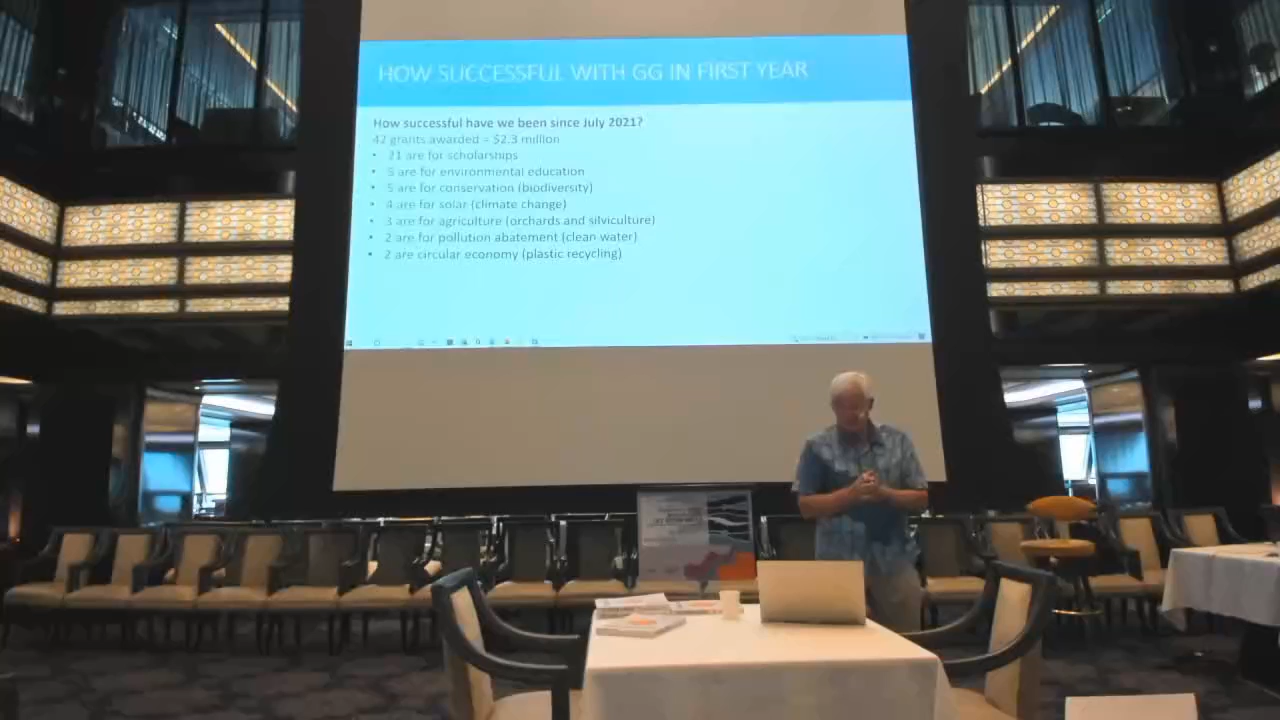 HOW SUCCESSFUL WITH GG IN FIRST YEAR
How successful have we been since July 2021?
42 grants awarded = $2.3 million
• 21 are for scholarships
• 5 are for environmental education
• 5 are for conservation (biodiversity)
• 4 are for solar (climate change)
• 3 are for agriculture (orchards and silviculture)
• 2 are for pollution abatement (clean water)
• 2 are circular economy (plastic recycling)